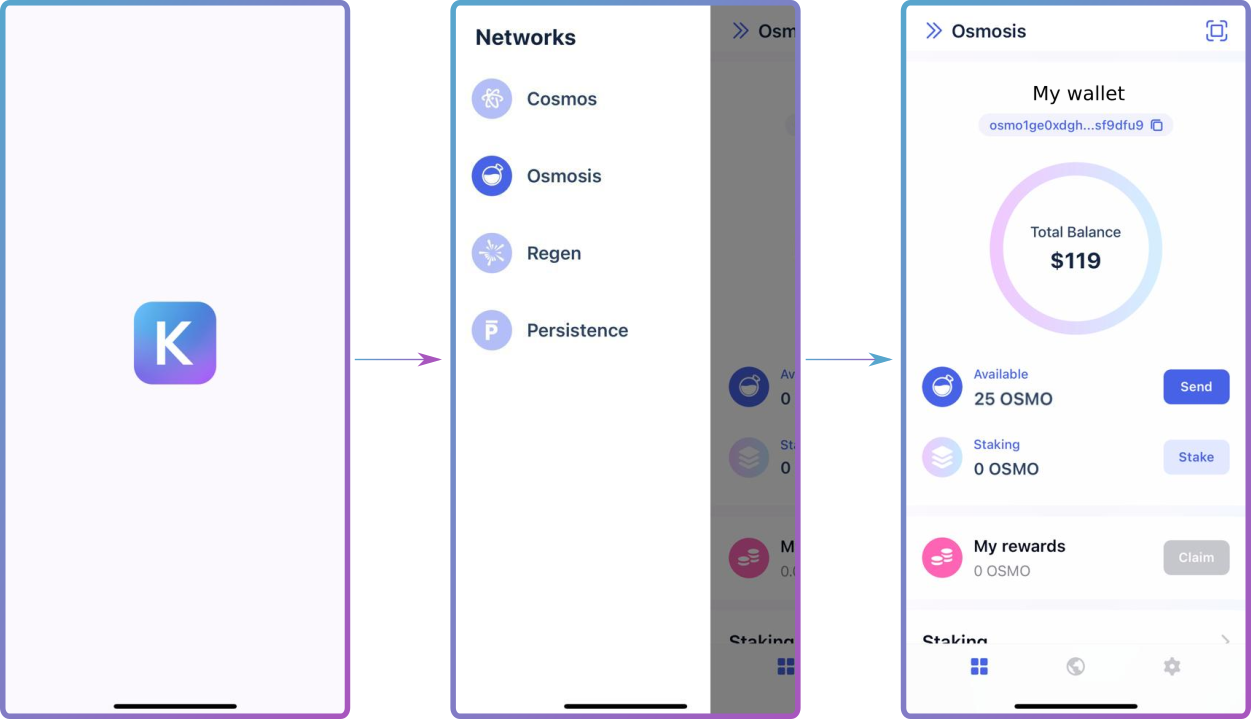 K
Networks
Cosmos
Osmosis
Regen
Persistence
Osm
Av
0
Sta
0
M
0.0
Staking
Osmosis
My wallet
osmo1ge0xdgh...sf9dfu9
Total Balance
$119
Available
25 OSMO
Send
Staking
0 OSMO
Stake
My rewards
0 OSMO
Claim
Staking